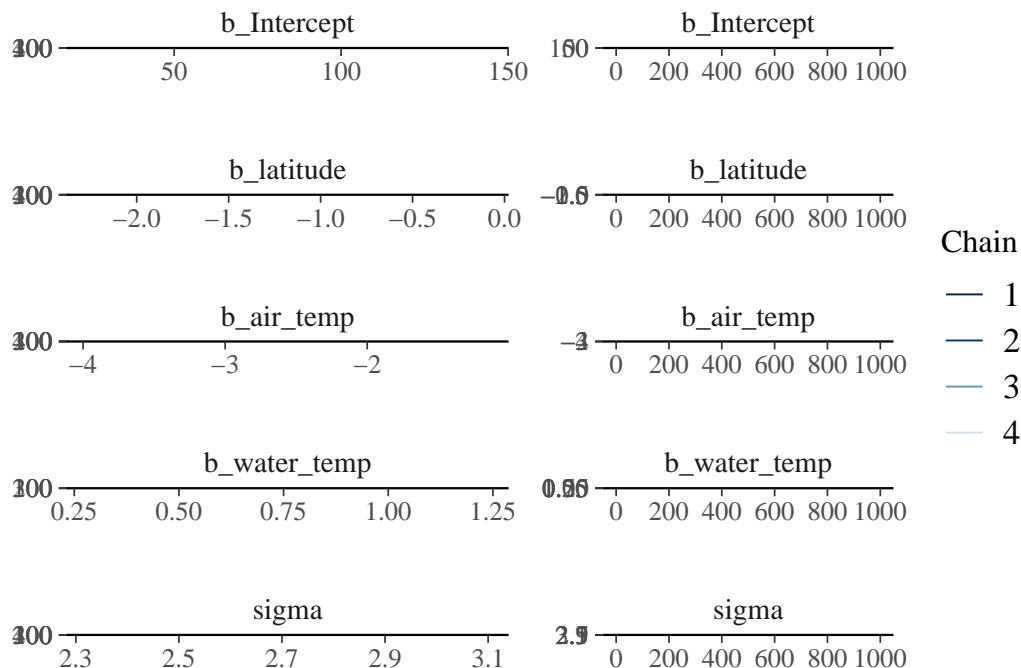 b_Intercept
50 100 150
b_Intercept
0 200 400 600 800 1000
b_latitude
−2.0 −1.5 −1.0 −0.5 0.0
b_latitude
0 200 400 600 800 1000
b_air_temp
−4 −3 −2
b_air_temp
0 200 400 600 800 1000
b_water_temp
0.25 0.50 0.75 1.00 1.25
b_water_temp
0 200 400 600 800 1000
sigma
2.3 2.5 2.7 2.9 3.1
sigma
0 200 400 600 800 1000
Chain
1
2
3
4